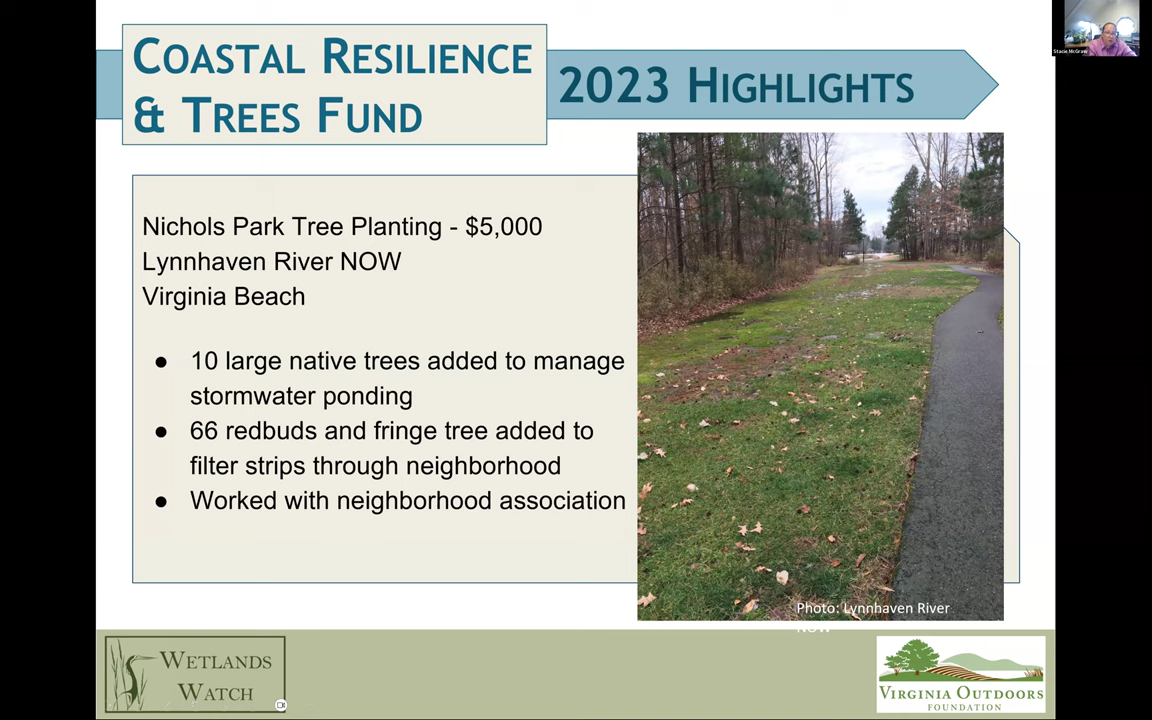 COASTAL RESILIENCE
& TREES FUND
2023 HIGHLIGHTS
Stacie McGraw
Nichols Park Tree Planting - $5,000
Lynnhaven River NOW
Virginia Beach
● 10 large native trees added to manage
stormwater ponding
● 66 redbuds and fringe tree added to
filter strips through neighborhood
● Worked with neighborhood association
Photo: Lynnhaven River
NOW
WETLANDS
WATCH
VIRGINIA OUTDOORS
FOUNDATION